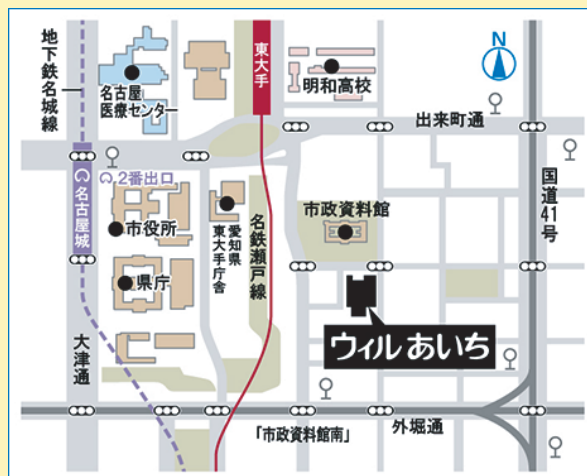 地下鉄名城線
名古屋
医療センター
東大手
明和高校
N
出来町通
2番出口
名古屋城
市役所
愛知県
東大手庁舎
名鉄瀬戸線
市政資料館
国道41号
県庁
ウィルあいち
大津通
「市政資料館南」
外堀通